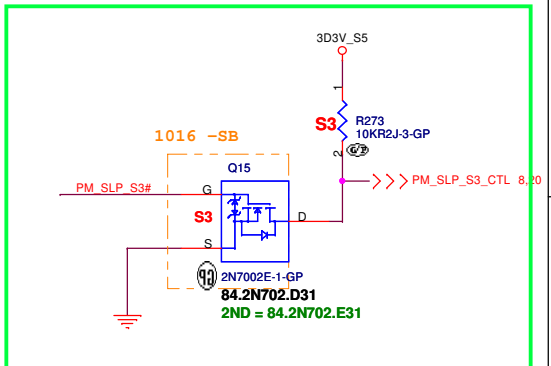 3D3V_S5
1
S3
R273
10KR2J-3-GP
2
G/P
1016 -SB
Q15
PM_SLP_S3#
G
PM_SLP_S3_CTL 8,20
S3
D
S
GP
2N7002E-1-GP
84.2N702.D31
2ND = 84.2N702.E31